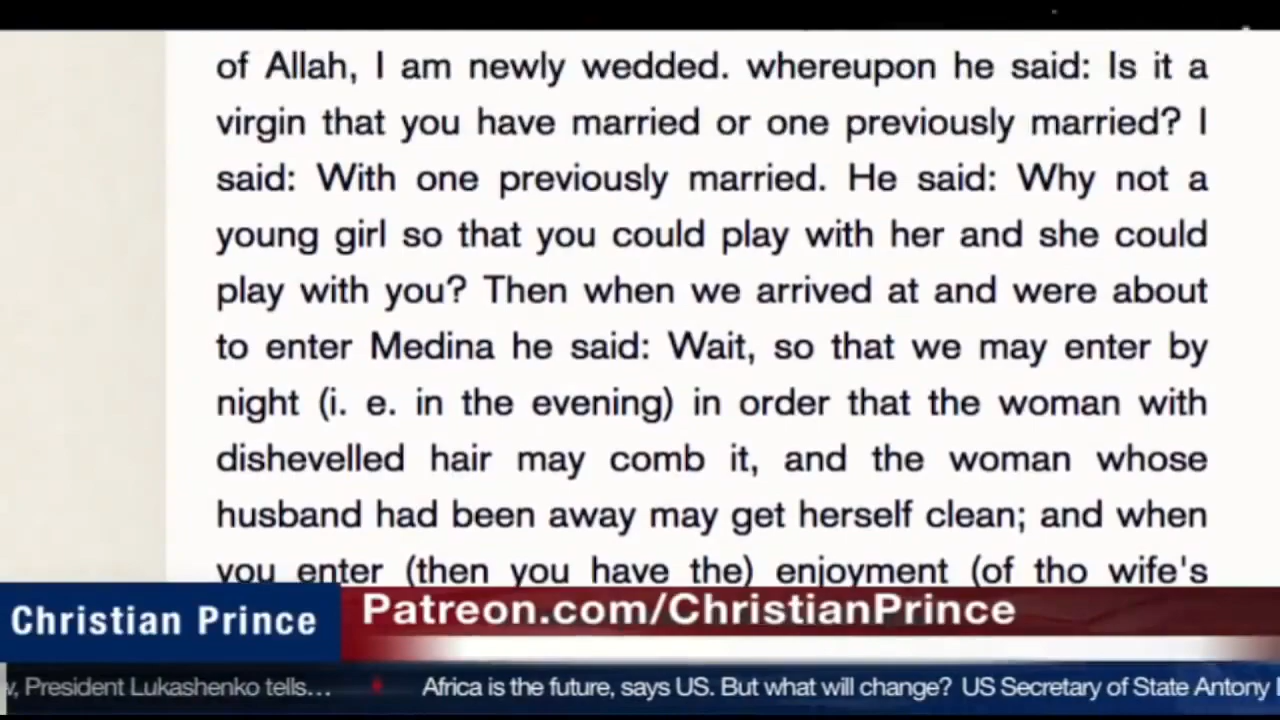 of Allah, I am newly wedded. whereupon he said: Is it a
virgin that you have married or one previously married? I
said: With one previously married. He said: Why not a
young girl so that you could play with her and she could
play with you? Then when we arrived at and were about
to enter Medina he said: Wait, so that we may enter by
night (i. e. in the evening) in order that the woman with
dishevelled hair may comb it, and the woman whose
husband had been away may get herself clean; and when
you enter (then you have the) enjoyment (of tho wife's
Christian Prince
Patreon.com/ChristianPrince
, President Lukashenko tells… Africa is the future, says US. But what will change? US Secretary of State Antony